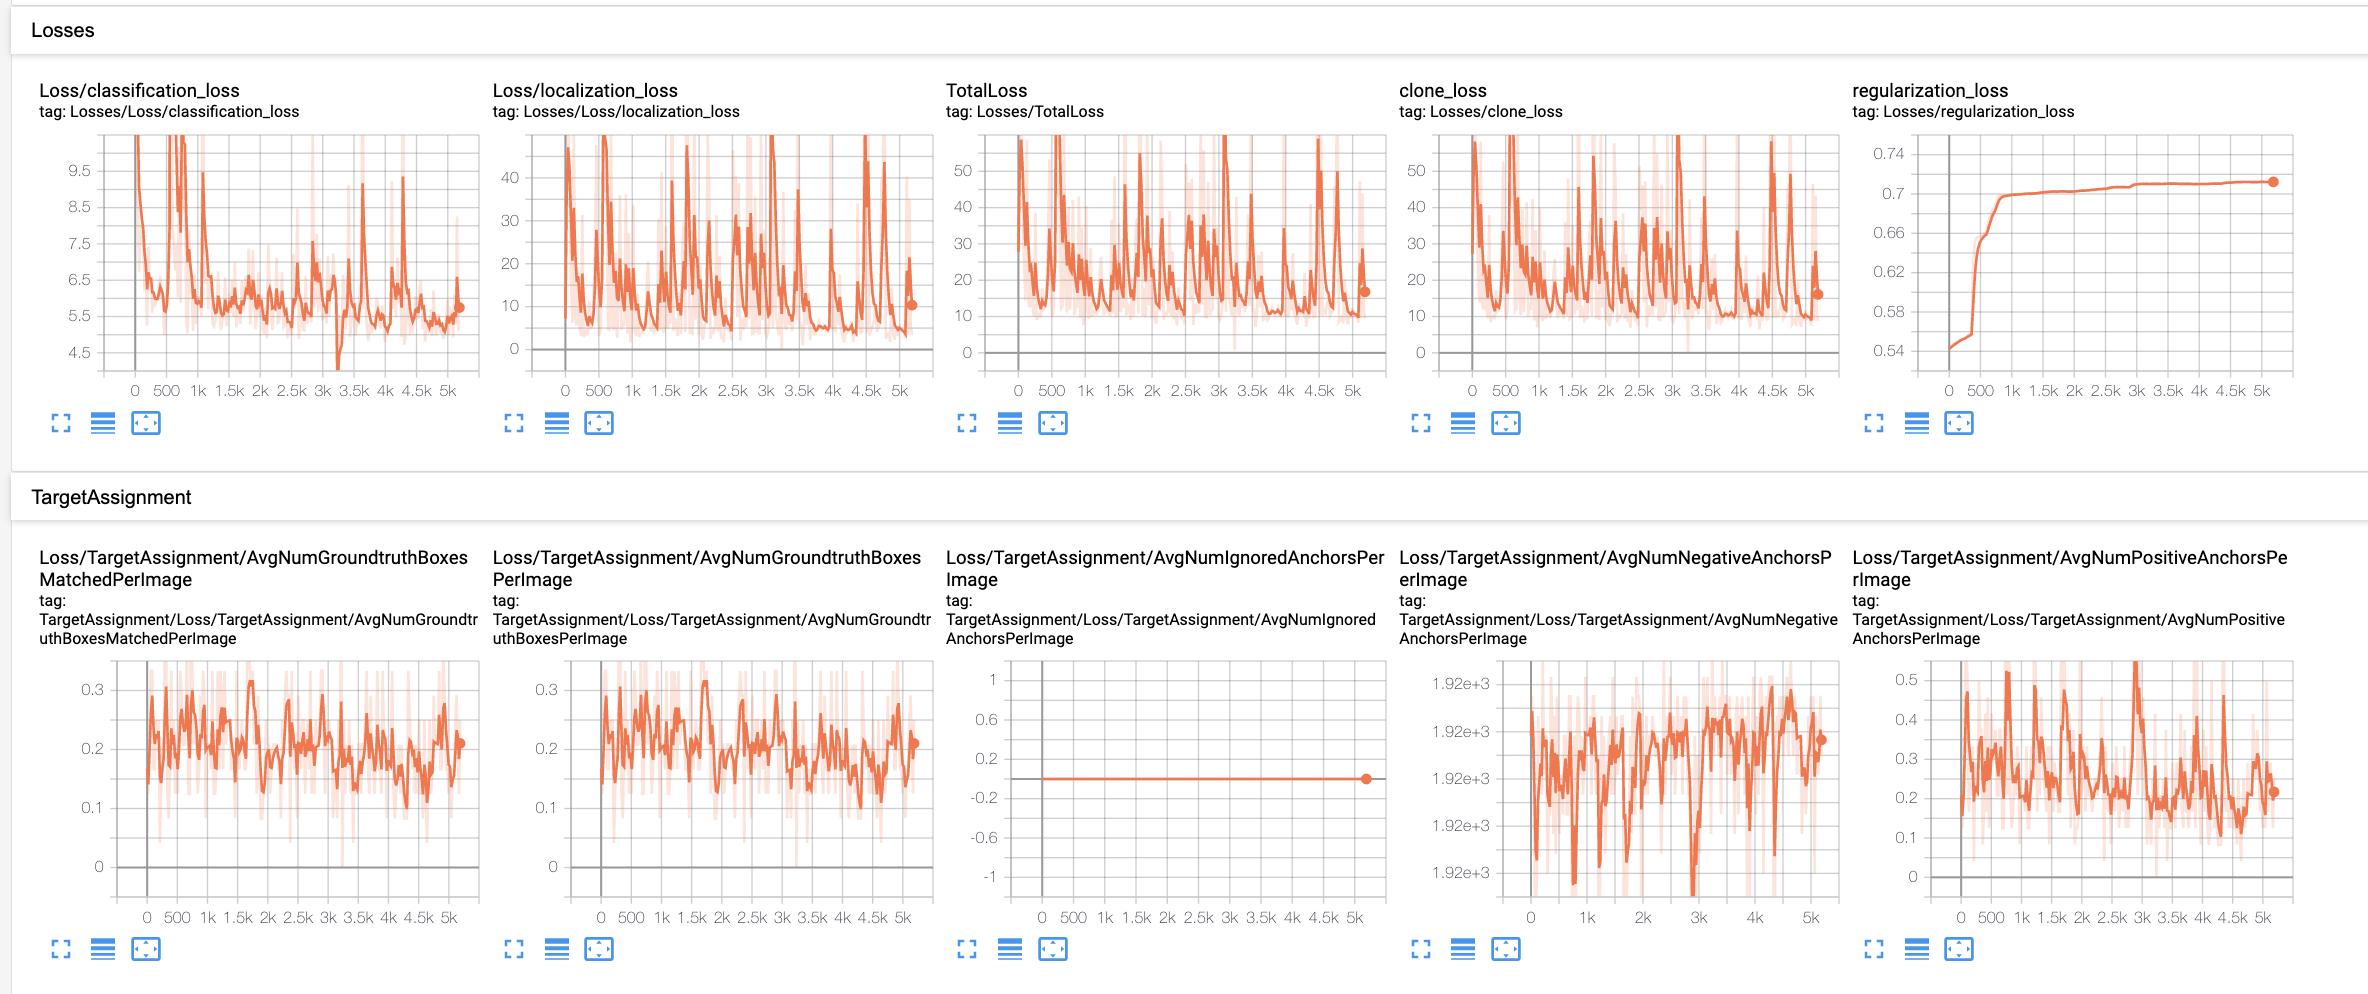 Losses
Loss/classification_loss
tag: Losses/Loss/classification_loss
9.5
8.5
7.5
6.5
5.5
4.5
0 500 1k 1.5k 2k 2.5k 3k 3.5k 4k 4.5k 5k
Loss/localization_loss
tag: Losses/Loss/localization_loss
40
30
20
10
0
0 500 1k 1.5k 2k 2.5k 3k 3.5k 4k 4.5k 5k
TotalLoss
tag: Losses/TotalLoss
50
40
30
20
10
0
0 500 1k 1.5k 2k 2.5k 3k 3.5k 4k 4.5k 5k
clone_loss
tag: Losses/clone_loss
50
40
30
20
10
0
0 500 1k 1.5k 2k 2.5k 3k 3.5k 4k 4.5k 5k
regularization_loss
tag: Losses/regularization_loss
0.74
0.7
0.66
0.62
0.58
0.54
0 500 1k 1.5k 2k 2.5k 3k 3.5k 4k 4.5k 5k
TargetAssignment
Loss/TargetAssignment/AvgNumGroundtruthBoxes
MatchedPerImage
tag:
TargetAssignment/Loss/TargetAssignment/AvgNumGroundtr
uthBoxesMatchedPerImage
0.3
0.2
0.1
0
0 500 1k 1.5k 2k 2.5k 3k 3.5k 4k 4.5k 5k
Loss/TargetAssignment/AvgNumGroundtruthBoxes
PerImage
tag:
TargetAssignment/Loss/TargetAssignment/AvgNumGroundtr
uthBoxesPerImage
0.3
0.2
0.1
0
0 500 1k 1.5k 2k 2.5k 3k 3.5k 4k 4.5k 5k
Loss/TargetAssignment/AvgNumIgnoredAnchorsPer
Image
tag:
TargetAssignment/Loss/TargetAssignment/AvgNumIgnored
AnchorsPerImage
1
0.6
0.2
-0.2
-0.6
-1
0 500 1k 1.5k 2k 2.5k 3k 3.5k 4k 4.5k 5k
Loss/TargetAssignment/AvgNumNegativeAnchorsP
erImage
tag:
TargetAssignment/Loss/TargetAssignment/AvgNumNegative
AnchorsPerImage
1.92e+3
1.92e+3
1.92e+3
1.92e+3
1.92e+3
0 1k 2k 3k 4k 5k
Loss/TargetAssignment/AvgNumPositiveAnchorsPe
rImage
tag:
TargetAssignment/Loss/TargetAssignment/AvgNumPositive
AnchorsPerImage
0.5
0.4
0.3
0.2
0.1
0
0 500 1k 1.5k 2k 2.5k 3k 3.5k 4k 4.5k 5k